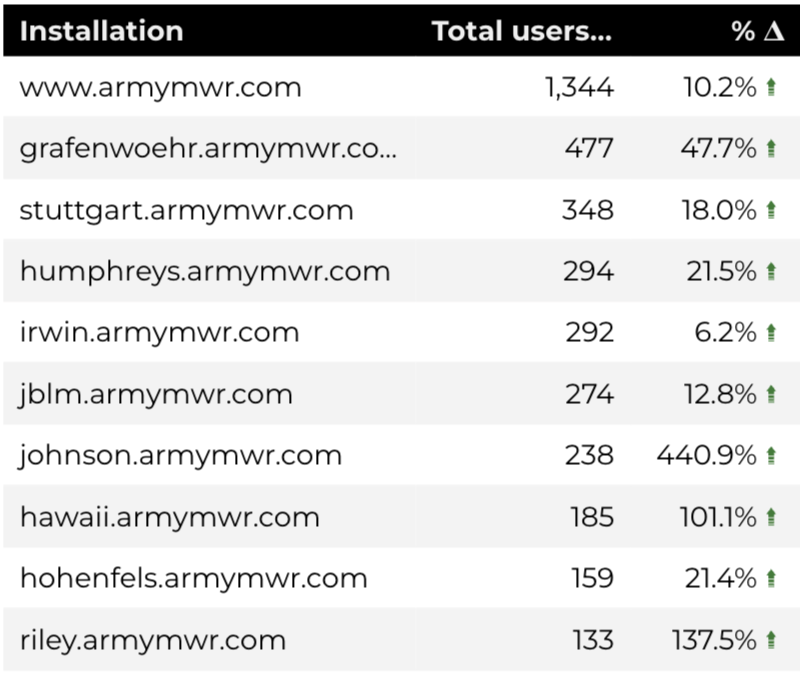 Installation Total users... % Δ
www.armymwr.com 1,344 10.2%
grafenwoehr.armymwr.co... 477 47.7%
stuttgart.armymwr.com 348 18.0%
humphreys.armymwr.com 294 21.5%
irwin.armymwr.com 292 6.2%
jblm.armymwr.com 274 12.8%
johnson.armymwr.com 238 440.9%
hawaii.armymwr.com 185 101.1%
hohenfels.armymwr.com 159 21.4%
riley.armymwr.com 133 137.5%